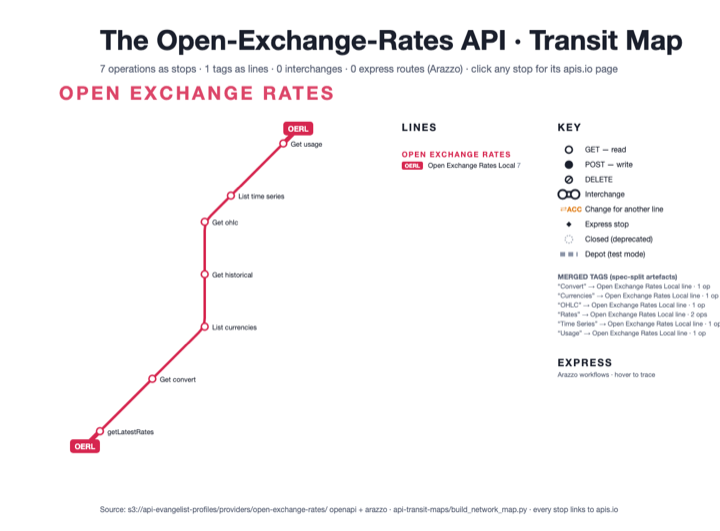 The Open-Exchange-Rates API · Transit Map
7 operations as stops · 1 tags as lines · 0 interchanges · 0 express routes (Arazzo) · click any stop for its apis.io page
OPEN EXCHANGE RATES
OERL
Get usage
List time series
Get ohlc
Get historical
List currencies
Get convert
getLatestRates
OERL
LINES
OPEN EXCHANGE RATES
OERL Open Exchange Rates Local 7
KEY
GET — read
POST — write
DELETE
Interchange
⇄ACC Change for another line
Express stop
Closed (deprecated)
Depot (test mode)
MERGED TAGS (spec-split artefacts)
"Convert" → Open Exchange Rates Local line · 1 op
"Currencies" → Open Exchange Rates Local line · 1 op
"OHLC" → Open Exchange Rates Local line · 1 op
"Rates" → Open Exchange Rates Local line · 2 ops
"Time Series" → Open Exchange Rates Local line · 1 op
"Usage" → Open Exchange Rates Local line · 1 op
EXPRESS
Arazzo workflows · hover to trace
Source: s3://api-evangelist-profiles/providers/open-exchange-rates/ openapi + arazzo · api-transit-maps/build_network_map.py · every stop links to apis.io